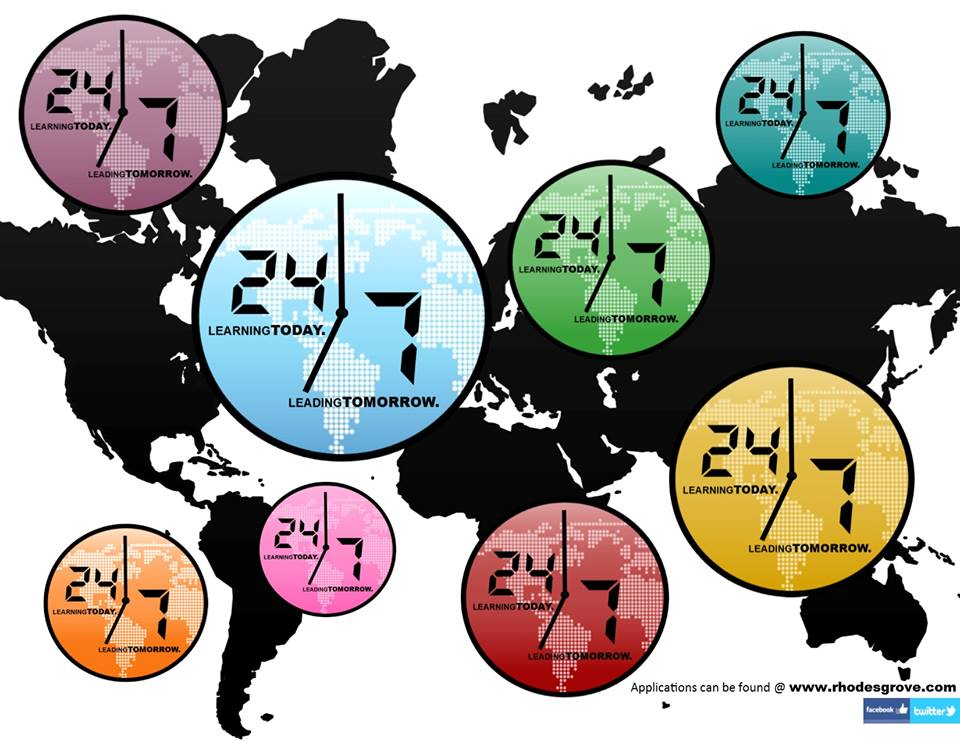 24
7
LEARNINGTODAY.
LEADINGTOMORROW.
24
7
LEARNINGTODAY.
LEADINGTOMORROW.
24
7
LEARNINGTODAY.
LEADINGTOMORROW.
24
7
LEARNINGTODAY.
LEADINGTOMORROW.
24
7
LEARNINGTODAY.
LEADINGTOMORROW.
24
7
LEARNINGTODAY.
LEADINGTOMORROW.
24
7
LEARNINGTODAY.
LEADINGTOMORROW.
24
7
LEARNINGTODAY.
LEADINGTOMORROW.
Applications can be found @ www.rhodesgrove.com
facebook twitter